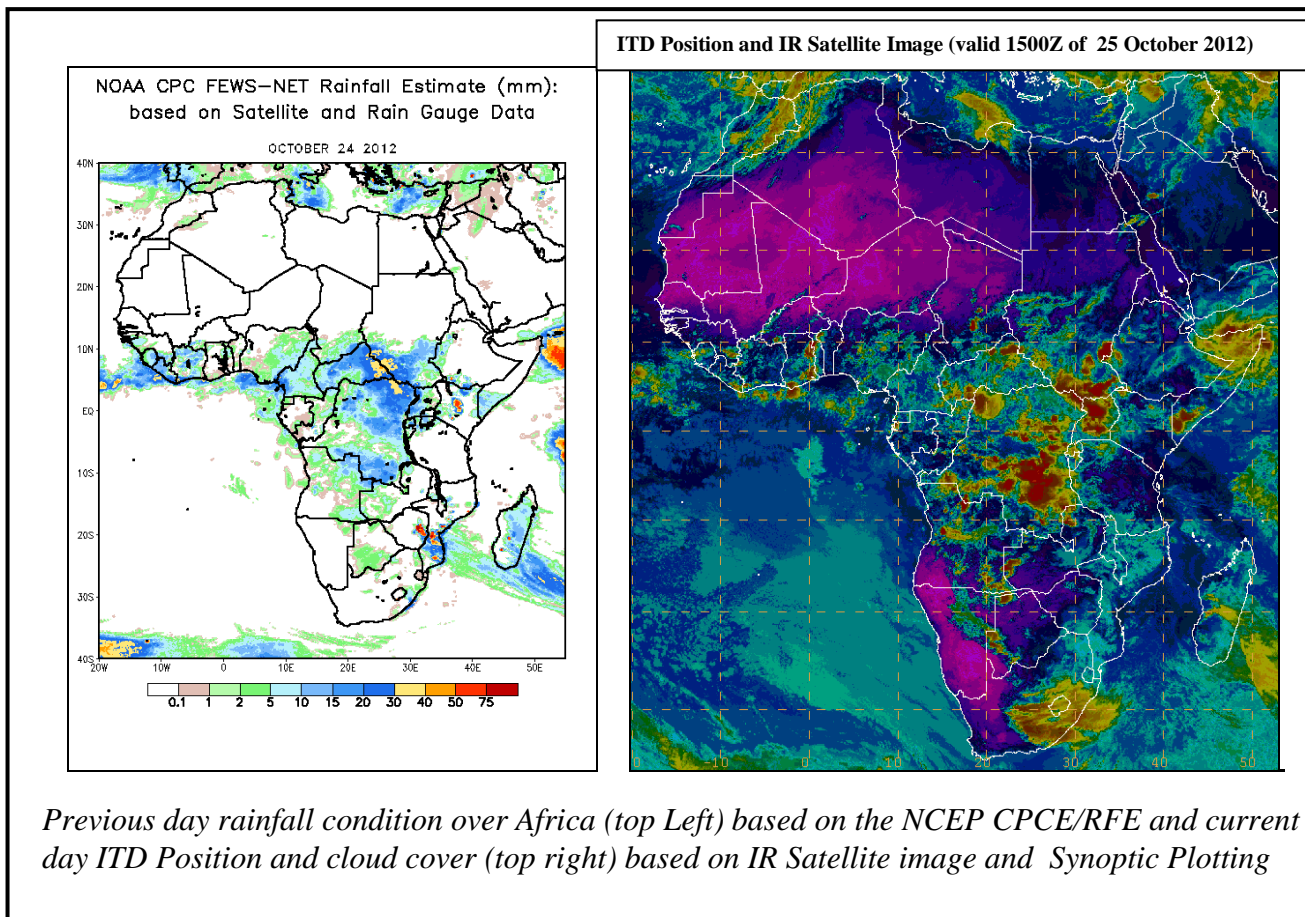 ITD Position and IR Satellite Image (valid 1500Z of 25 October 2012)
NOAA CPC FEWS-NET Rainfall Estimate (mm):
based on Satellite and Rain Gauge Data
OCTOBER 24 2012
40N
30N
20N
10N
EQ
10S
20S
30S
40S
20W 10W 0 10E 20E 30E 40E 50E
0.1 1 2 5 10 15 20 30 40 50 75
0 -10 0 10 20 30 40 50
Previous day rainfall condition over Africa (top Left) based on the NCEP CPCE/RFE and current
day ITD Position and cloud cover (top right) based on IR Satellite image and Synoptic Plotting